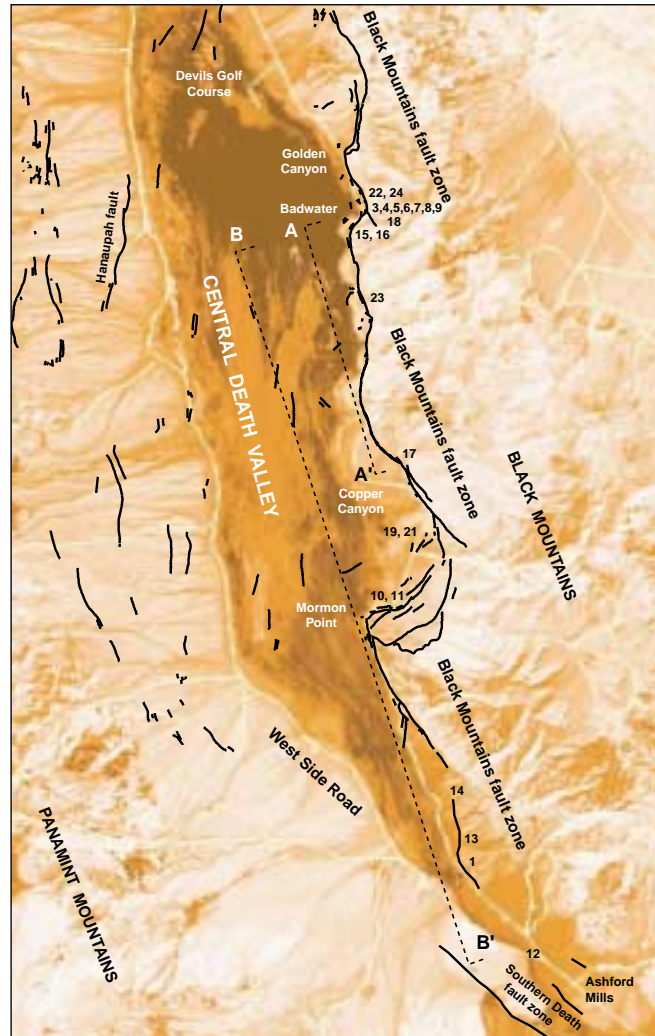 Black Mountains fault zone
Devils Golf
Course
Golden
Canyon
22, 24
3,4,5,6,7,8,9
18
Badwater
15, 16
B
A
Hanaupah fault
23
CENTRAL DEATH VALLEY
Black Mountains fault zone
17
A'
Copper
Canyon
BLACK MOUNTAINS
19, 21
10, 11
Mormon
Point
Black Mountains fault zone
West Side Road
14
13
1
PANAMINT MOUNTAINS
B'
12
Southern Death
fault zone
Ashford
Mills